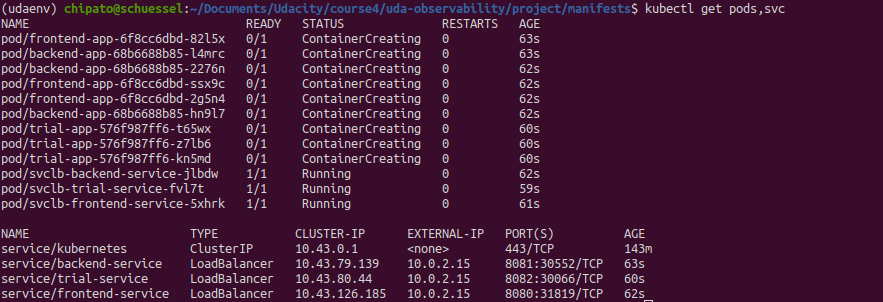 (udaenv) chipato@schuessel:~/Documents/Udacity/course4/uda-observability/project/manifests$ kubectl get pods,svc
NAME READY STATUS RESTARTS AGE
pod/frontend-app-6f8cc6dbd-82l5x 0/1 ContainerCreating 0 63s
pod/backend-app-68b6688b85-l4mrc 0/1 ContainerCreating 0 63s
pod/backend-app-68b6688b85-2276n 0/1 ContainerCreating 0 62s
pod/frontend-app-6f8cc6dbd-ssx9c 0/1 ContainerCreating 0 62s
pod/frontend-app-6f8cc6dbd-2g5n4 0/1 ContainerCreating 0 62s
pod/backend-app-68b6688b85-hn9l7 0/1 ContainerCreating 0 62s
pod/trial-app-576f987ff6-t65wx 0/1 ContainerCreating 0 60s
pod/trial-app-576f987ff6-z7lb6 0/1 ContainerCreating 0 60s
pod/trial-app-576f987ff6-kn5md 0/1 ContainerCreating 0 60s
pod/svclb-backend-service-jlbdw 1/1 Running 0 62s
pod/svclb-trial-service-fvl7t 1/1 Running 0 59s
pod/svclb-frontend-service-5xhrk 1/1 Running 0 61s
NAME TYPE CLUSTER-IP EXTERNAL-IP PORT(S) AGE
service/kubernetes ClusterIP 10.43.0.1 <none> 443/TCP 143m
service/backend-service LoadBalancer 10.43.79.139 10.0.2.15 8081:30552/TCP 63s
service/trial-service LoadBalancer 10.43.80.44 10.0.2.15 8082:30066/TCP 60s
service/frontend-service LoadBalancer 10.43.126.185 10.0.2.15 8080:31819/TCP 62s